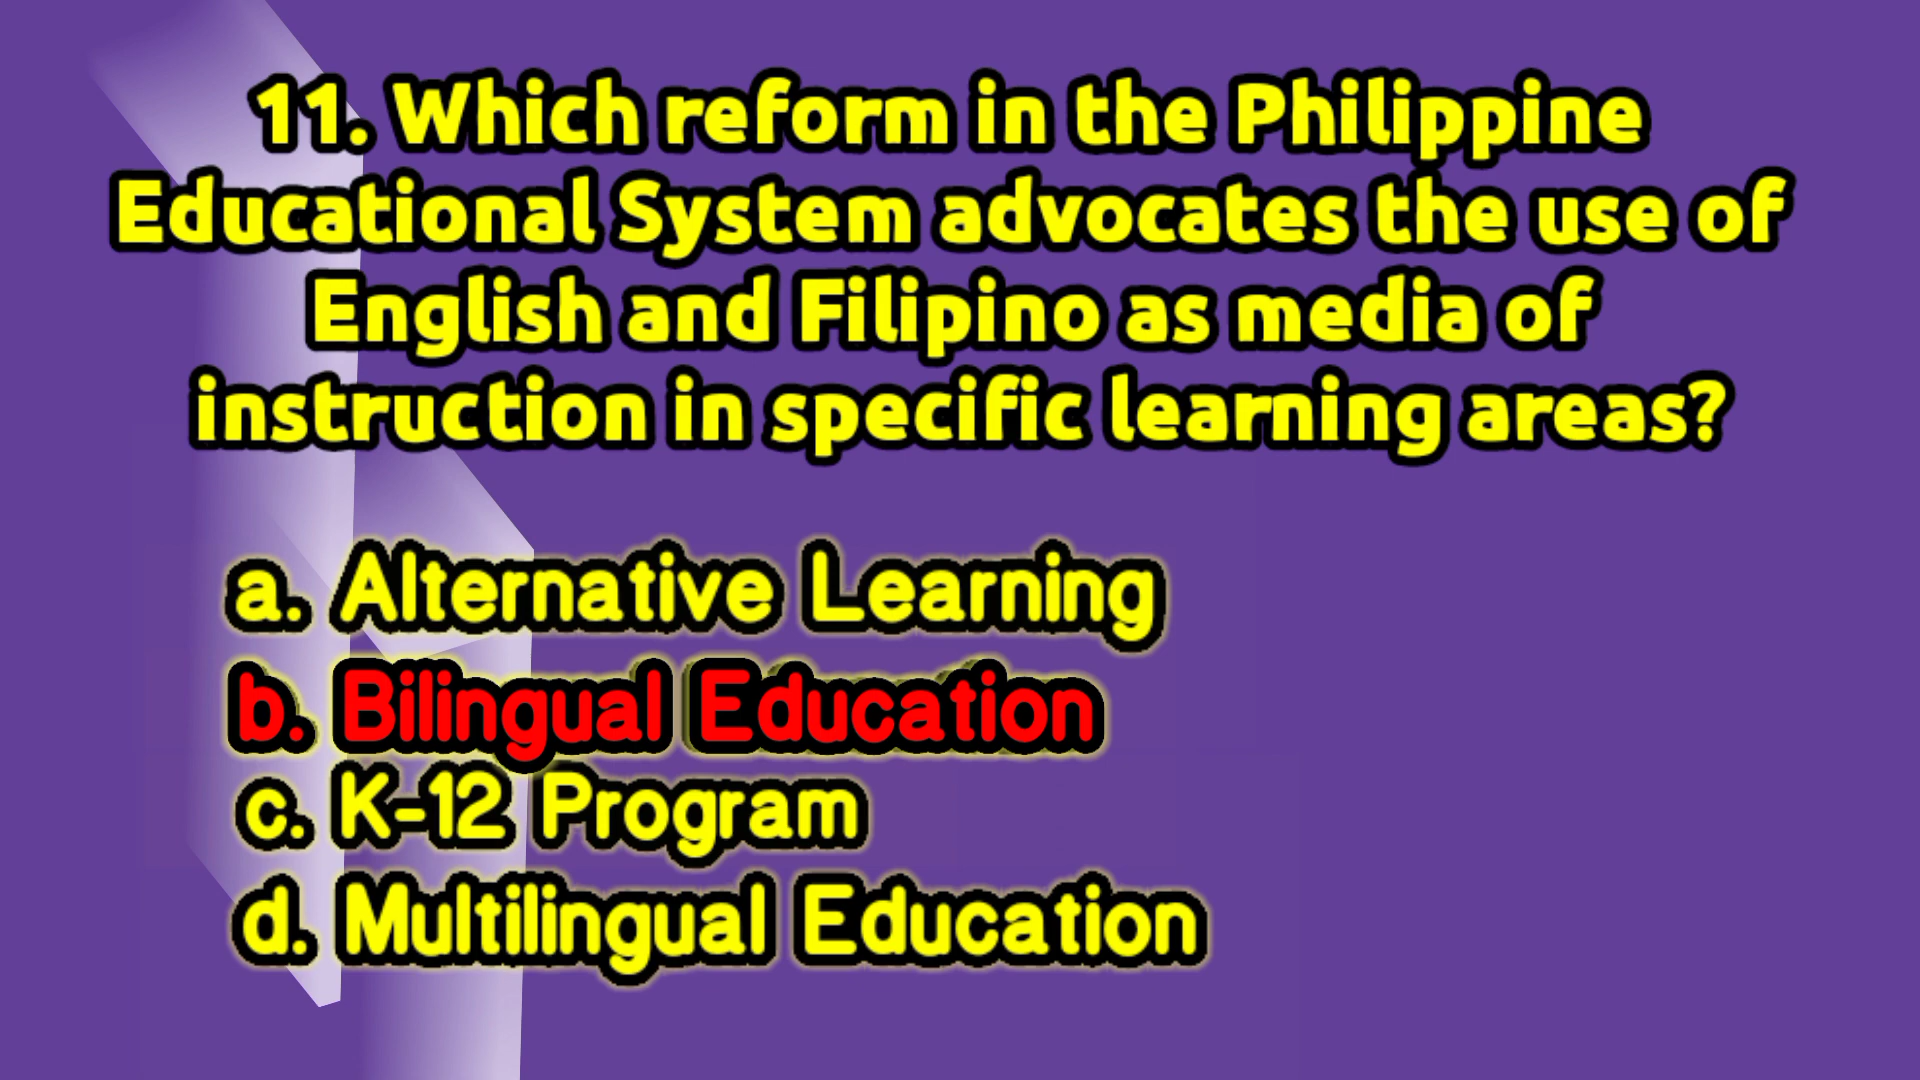 11. Which reform in the Philippine
Educational System advocates the use of
English and Filipino as media of
instruction in specific learning areas?
a. Alternative Learning
b. Bilingual Education
c. K-12 Program
d. Multilingual Education